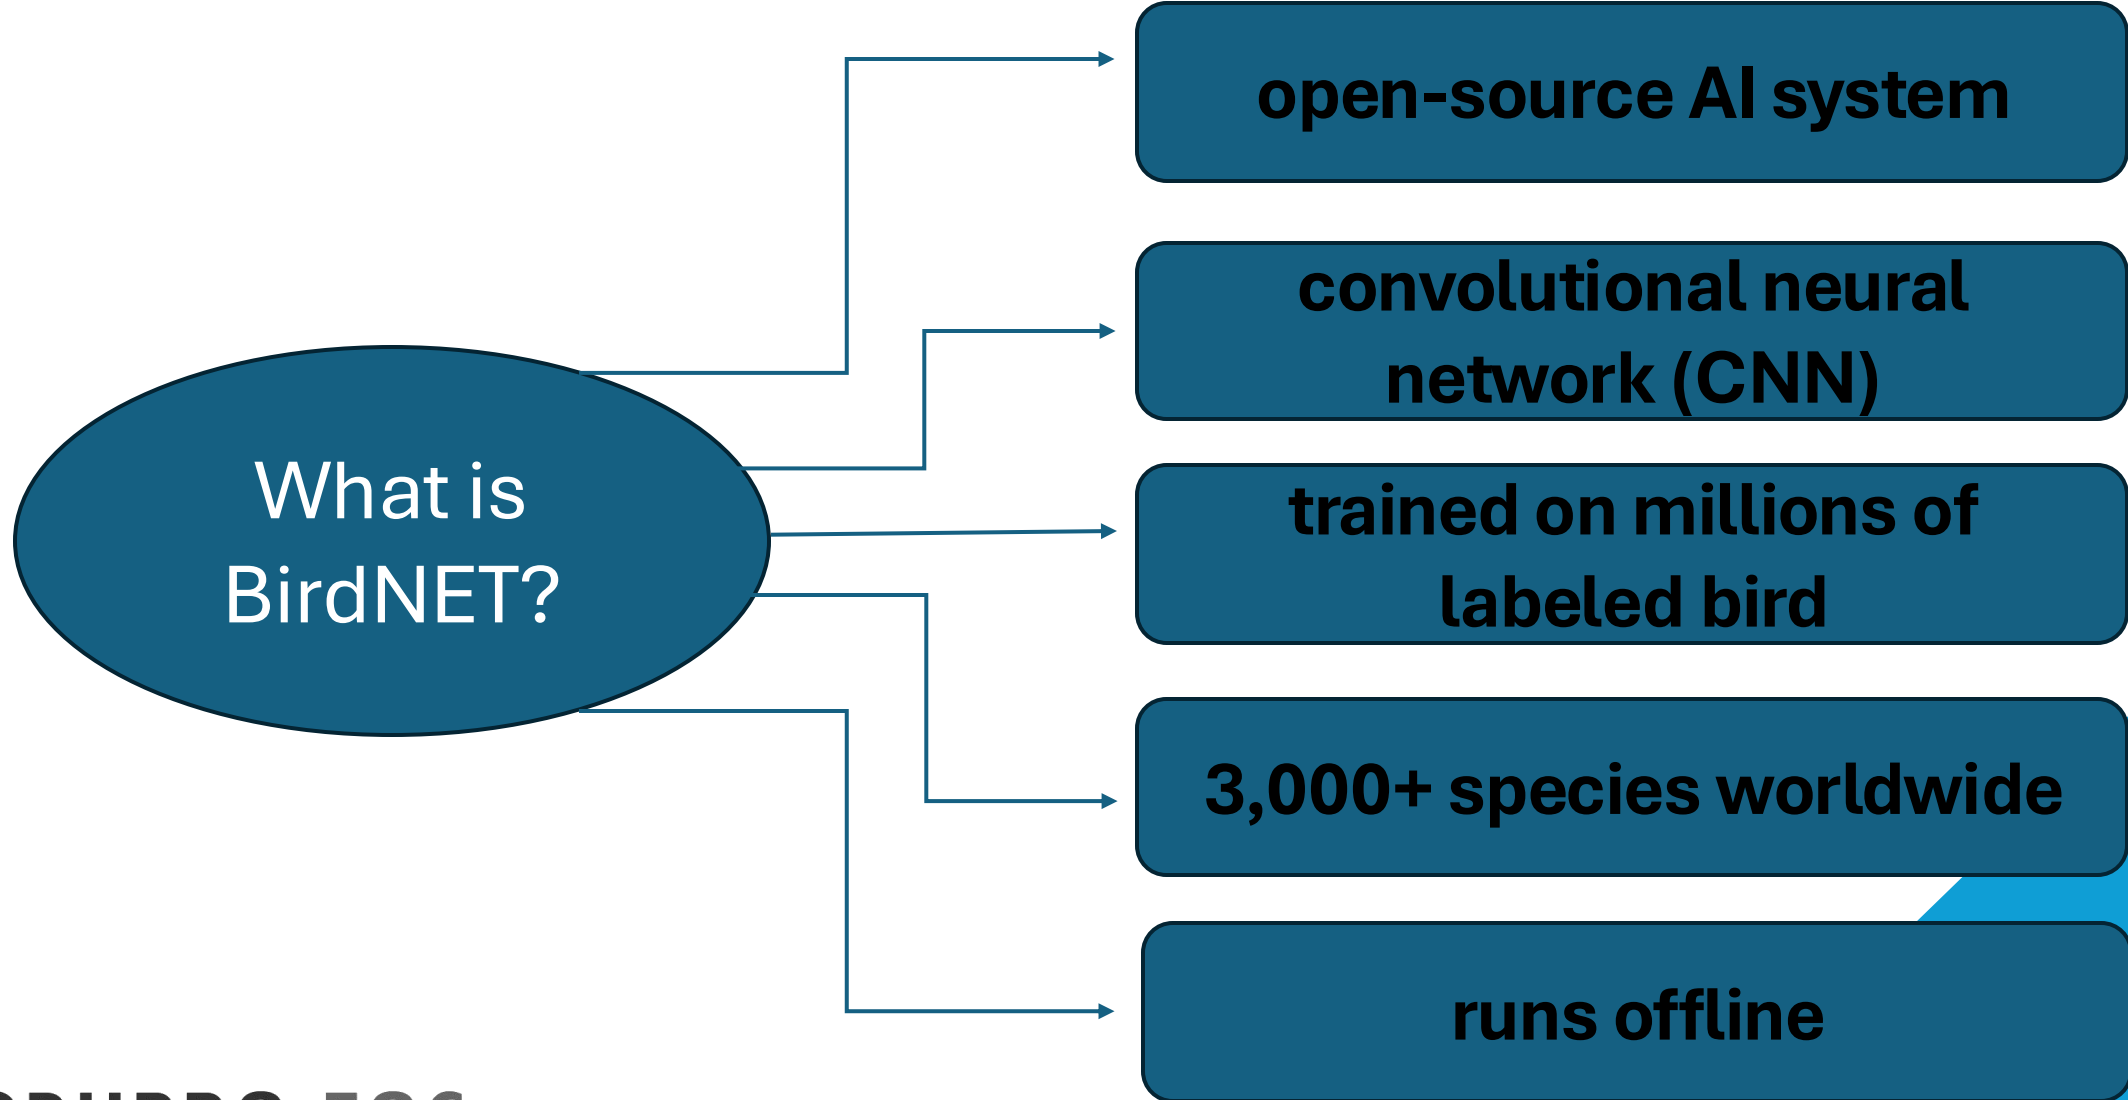 open-source AI system
convolutional neural
network (CNN)
What is
BirdNET?
trained on millions of
labeled bird
3,000+ species worldwide
runs offline